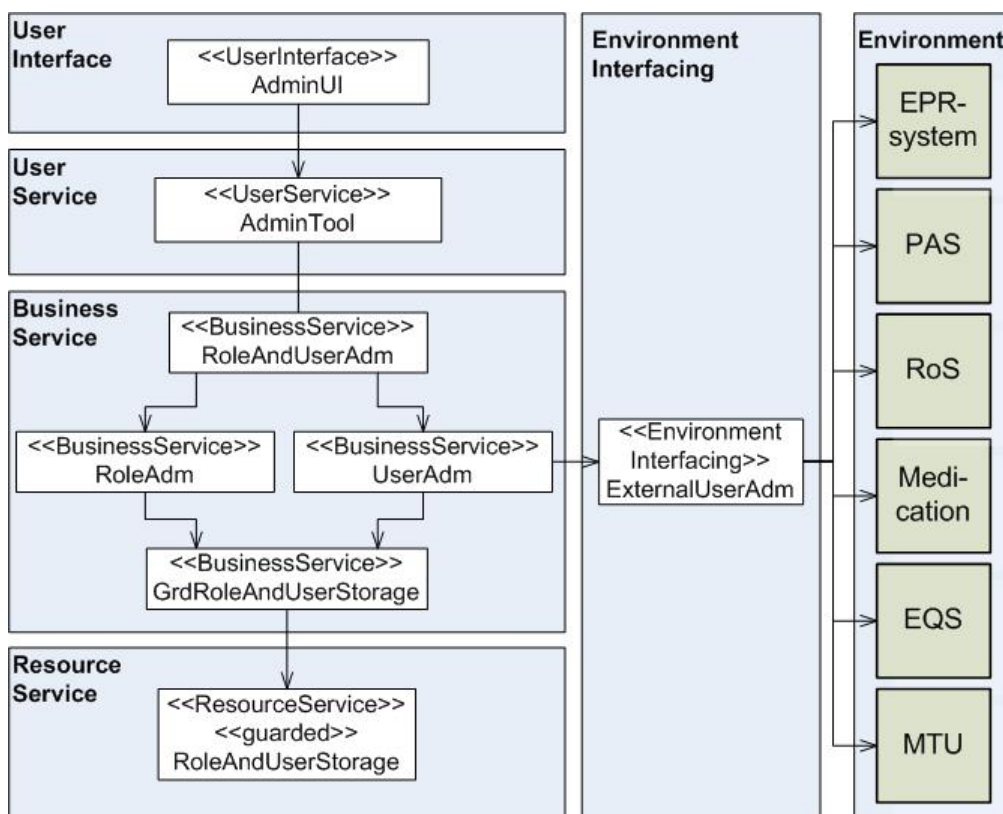 User
Interface
<<UserInterface>>
AdminUI
User
Service
<<UserService>>
AdminTool
Business
Service
<<BusinessService>>
RoleAndUserAdm
<<BusinessService>>
RoleAdm
<<BusinessService>>
UserAdm
<<BusinessService>>
GrdRoleAndUserStorage
Resource
Service
<<ResourceService>>
<<guarded>>
RoleAndUserStorage
Environment
Interfacing
<<Environment
Interfacing>>
ExternalUserAdm
Environment
EPR-
system
PAS
RoS
Medi-
cation
EQS
MTU